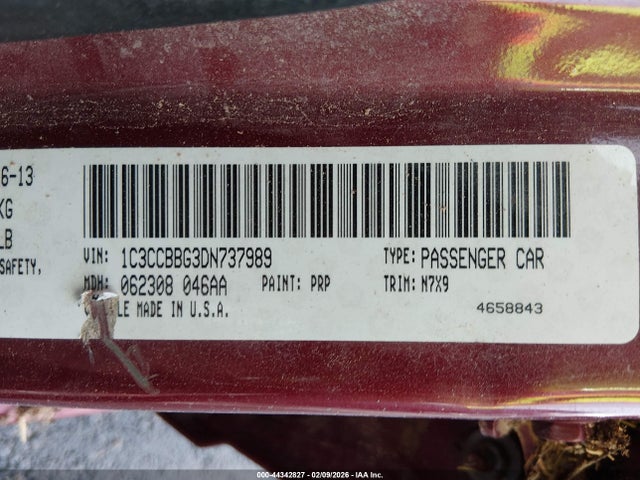 6-13
KG
LB
SAFETY,
VIN: 1C3CCBBG3DN737989 TYPE: PASSENGER CAR
MDH: 062308 046AA PAINT: PRP TRIM: N7X9
LE MADE IN U.S.A. 4658843
000-44342827 - 02/09/2026 - IAA Inc.